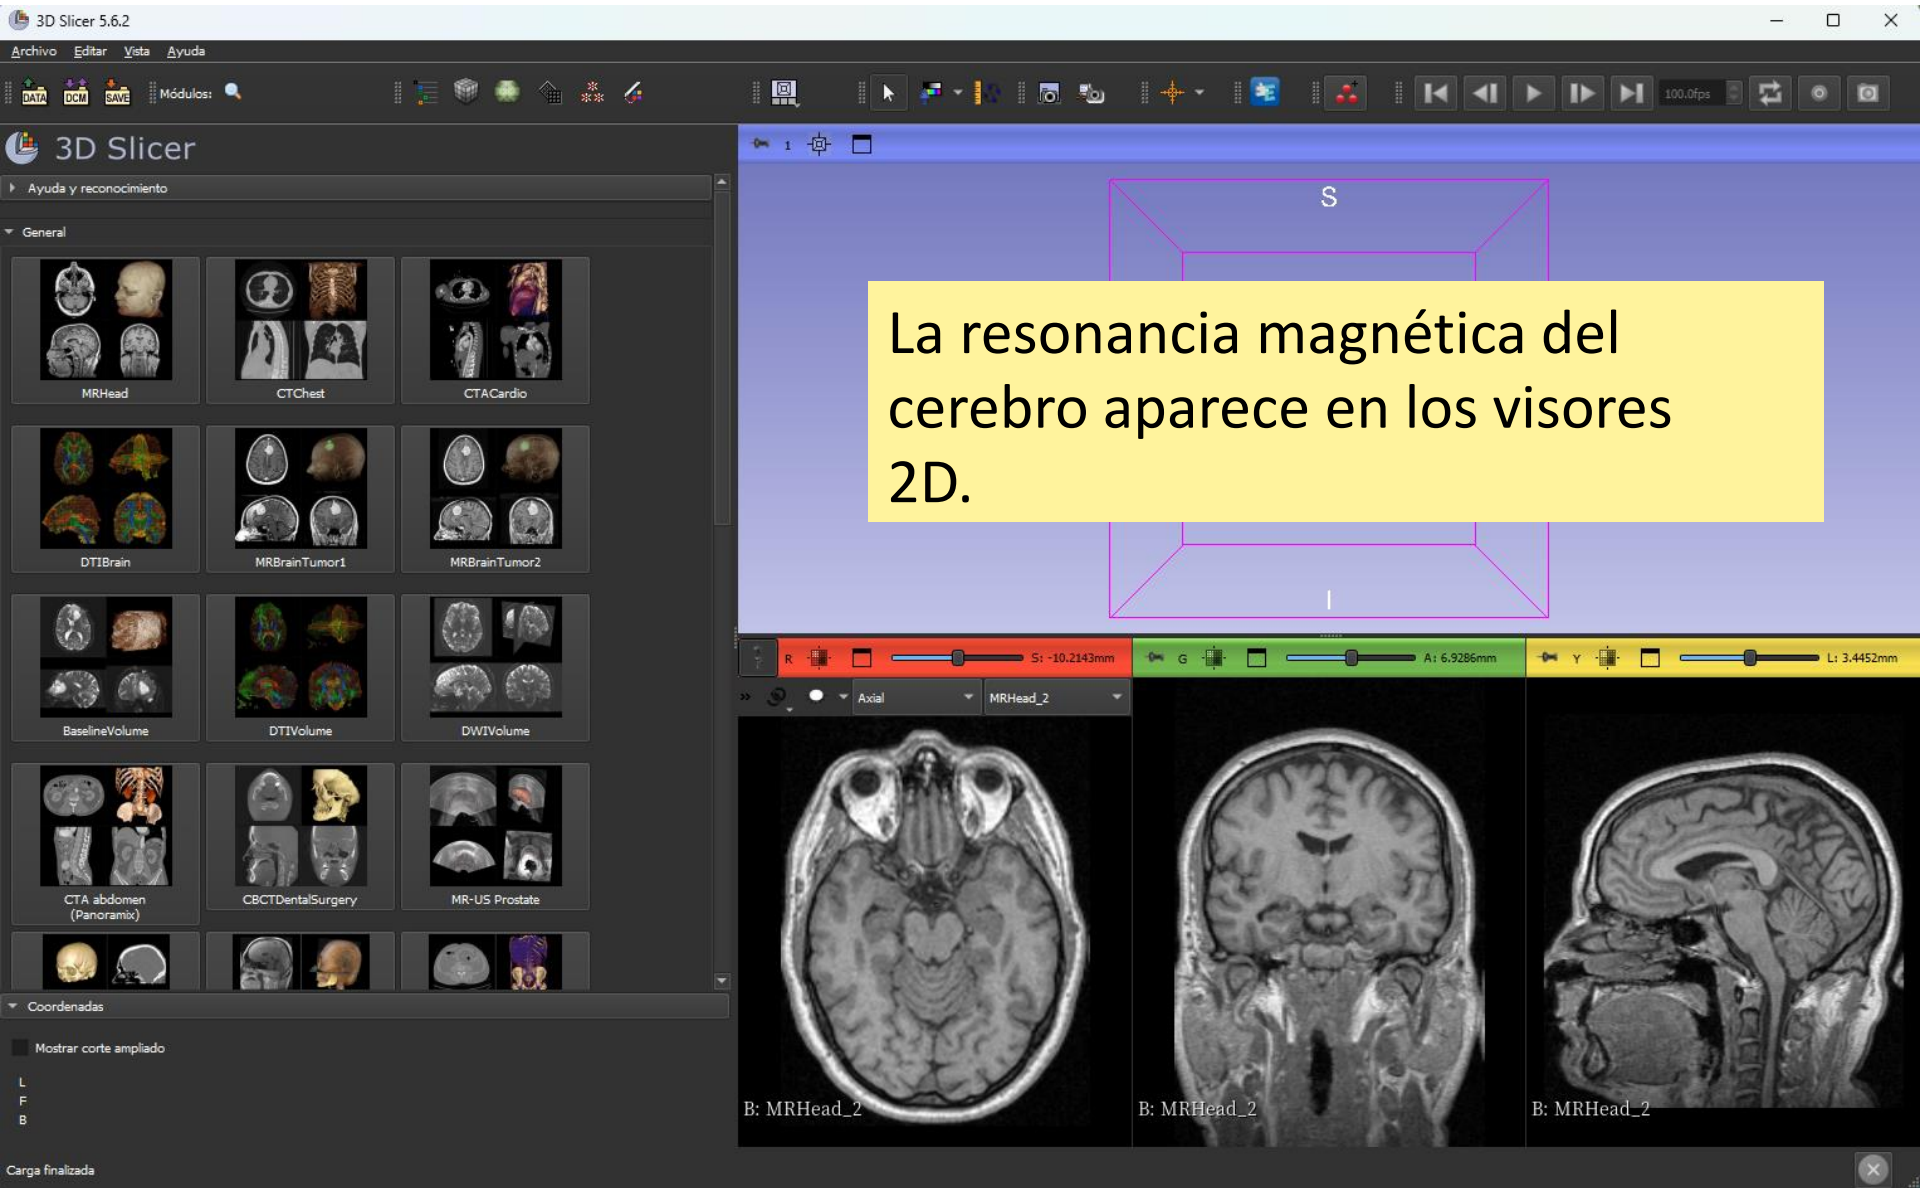 3D Slicer 5.6.2
Archivo Editar Vista Ayuda
DATA DCM SAVE Módulos: 100.0fps
3D Slicer
1
Ayuda y reconocimiento
S
General
MRHead CTChest CTACardio
La resonancia magnética del
cerebro aparece en los visores
2D.
DTIBrain MRBrainTumor1 MRBrainTumor2
I
R S: -10.2143mm G A: 6.9286mm Y L: 3.4452mm
» Axial MRHead_2
BaselineVolume DTIVolume DWIVolume
CTA abdomen
(Panoramix)
CBCTDentalSurgery MR-US Prostate
Coordenadas
Mostrar corte ampliado
L
F
B
B: MRHead_2 B: MRHead_2 B: MRHead_2
Carga finalizada